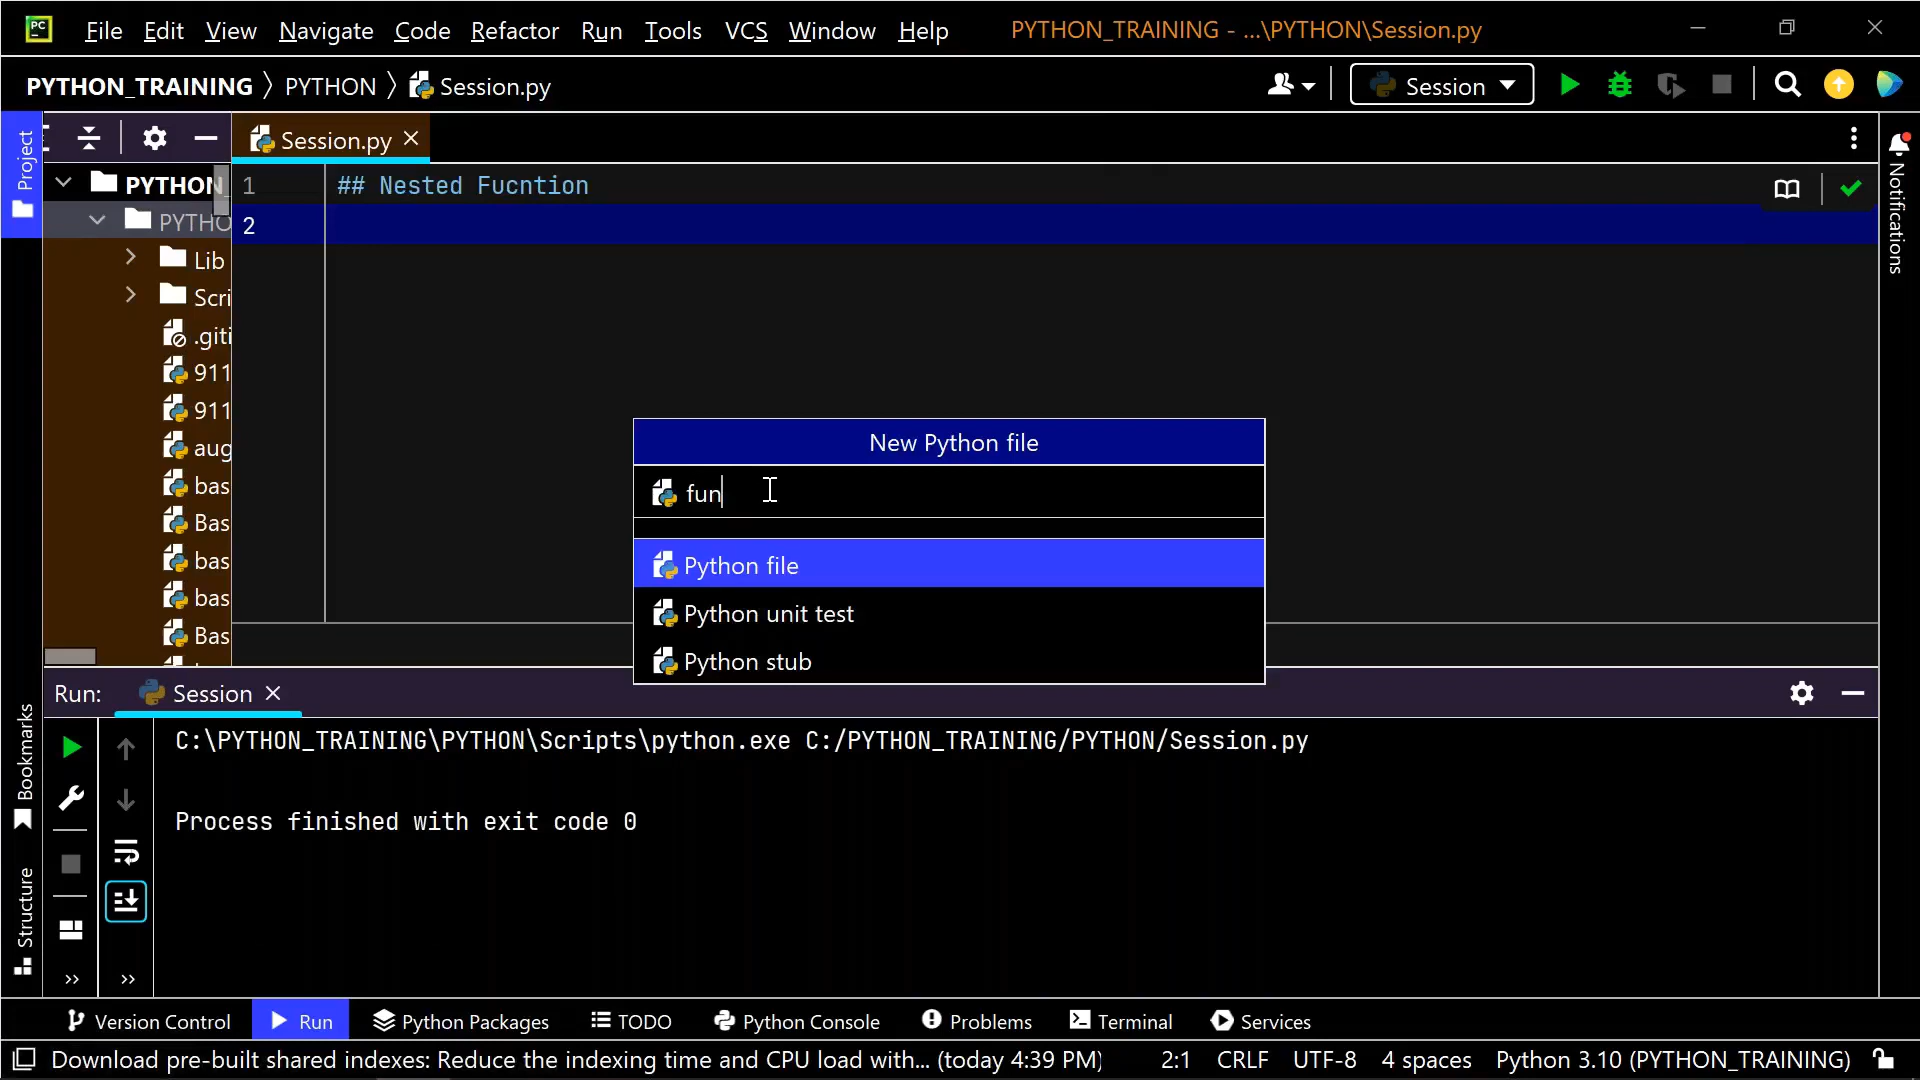 PC
File Edit View Navigate Code Refactor Run Tools VCS Window Help PYTHON_TRAINING - ...\PYTHON\Session.py
PYTHON_TRAINING PYTHON Session.py Session
Project
Session.py
PYTHON_
PYTHO
Lib
Scri
.giti
911
911
aug
bas
Bas
bas
bas
Bas
1 ## Nested Fucntion
2
Notifications
New Python file
fun
Python file
Python unit test
Python stub
Run: Session
Bookmarks
Structure
C:\PYTHON_TRAINING\PYTHON\Scripts\python.exe C:/PYTHON_TRAINING/PYTHON/Session.py
Process finished with exit code 0
Version Control Run Python Packages TODO Python Console Problems Terminal Services
Download pre-built shared indexes: Reduce the indexing time and CPU load with... (today 4:39 PM) 2:1 CRLF UTF-8 4 spaces Python 3.10 (PYTHON_TRAINING)